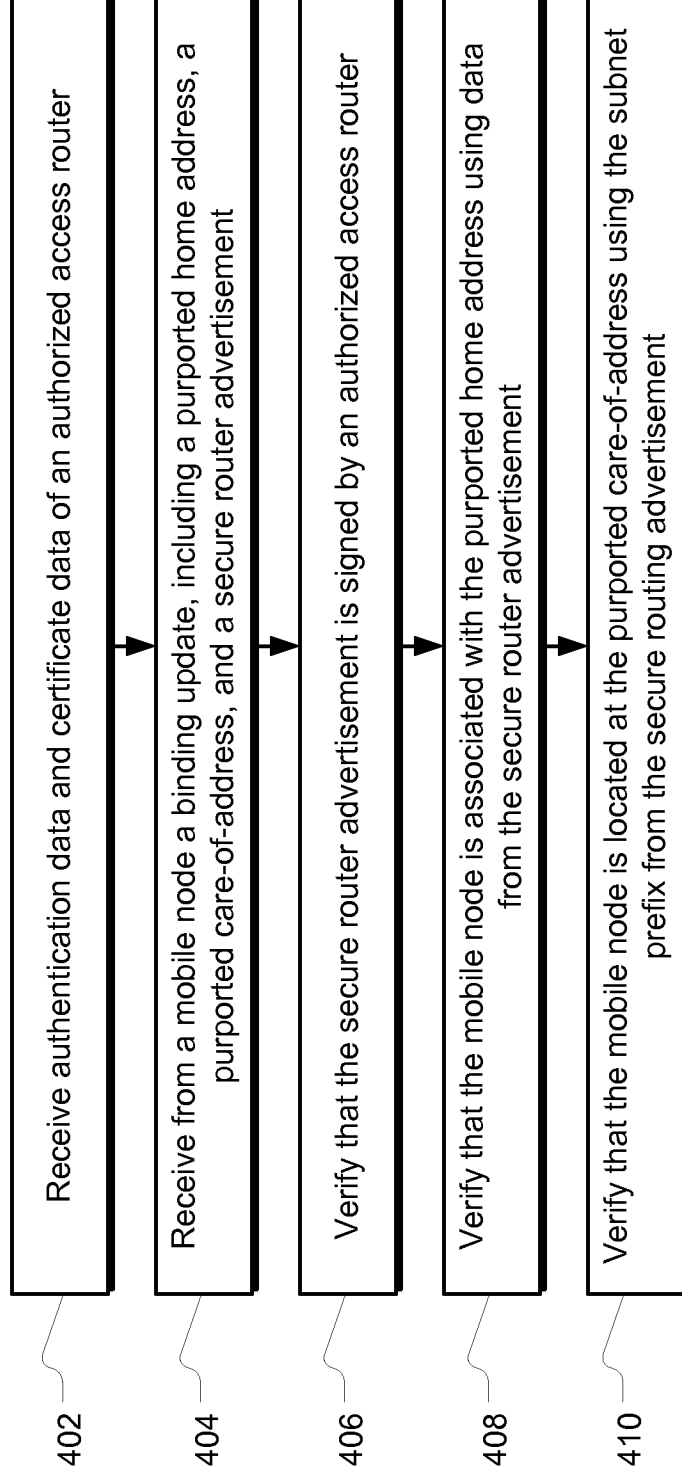 402
Receive authentication data and certificate data of an authorized access router
404
Receive from a mobile node a binding update, including a purported home address, a
purported care-of-address, and a secure router advertisement
406
Verify that the secure router advertisement is signed by an authorized access router
408
Verify that the mobile node is associated with the purported home address using data
from the secure router advertisement
410
Verify that the mobile node is located at the purported care-of-address using the subnet
prefix from the secure routing advertisement